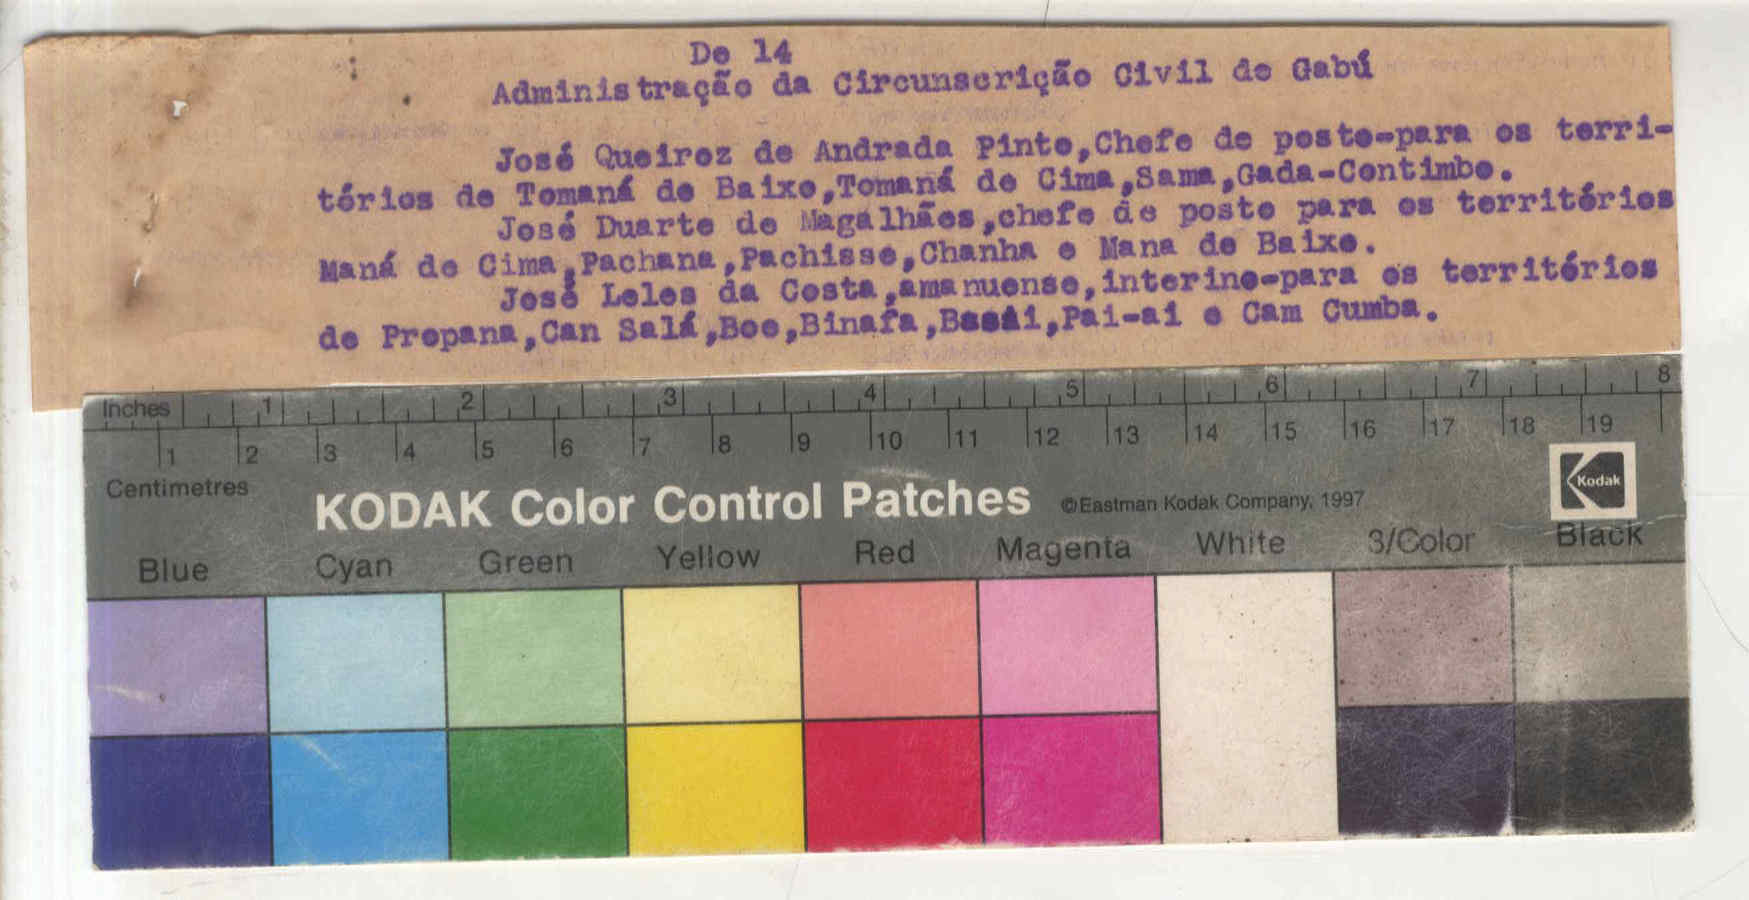 De 14
Administração da Circunscrição Civil de Gabú
José Queiroz de Andrada Pinto,Chefe de posto-para os terri-
tórios de Tomaná de Baixo,Tomaná de Cima,Sama,Gada-Contimbo.
José Duarte de Magalhães,chefe de posto para os territórios
Maná de Cima,Pachana,Pachisse,Chanha e Mana de Baixo.
José Leles da Costa,amanuense,interino-para os territórios
de Propana,Can Salá,Boe,Binafa,Pai-ai e Cam Cumba.
Inches 1 2 3 4 5 6 7 8
1 2 3 4 5 6 7 8 9 10 11 12 13 14 15 16 17 18 19
Centimetres
KODAK Color Control Patches ©Eastman Kodak Company, 1997 Kodak
Blue Cyan Green Yellow Red Magenta White 3/Color Black